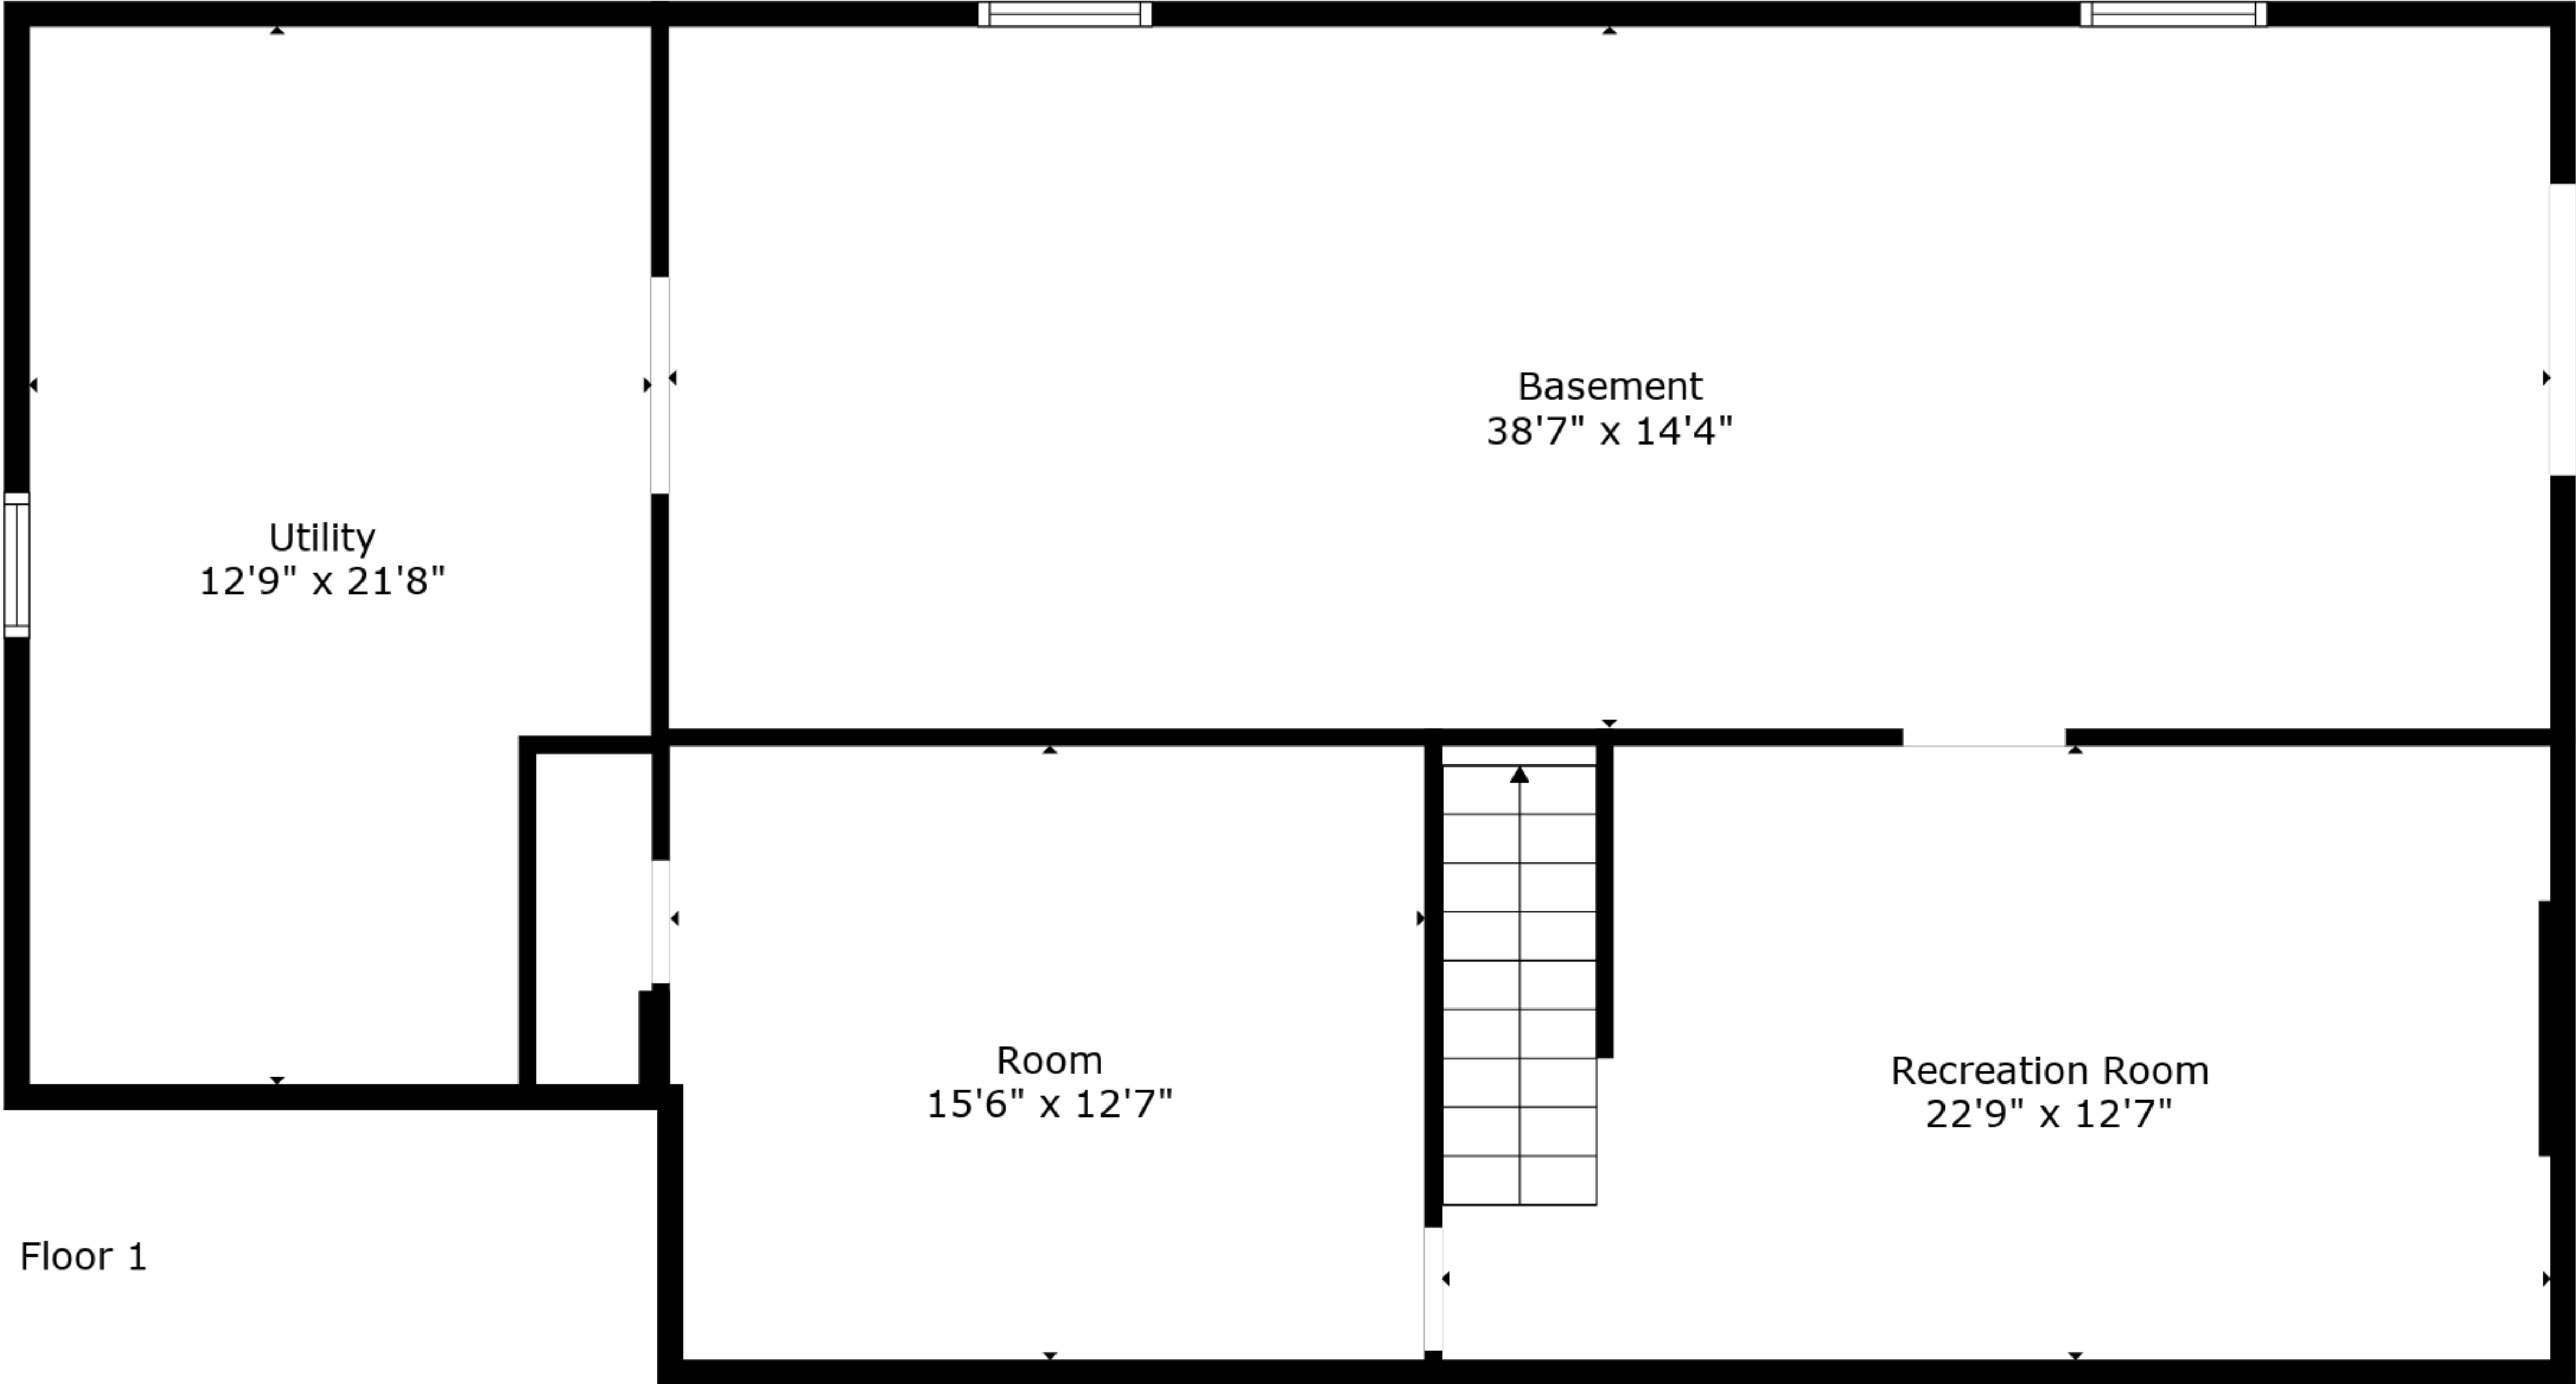 Basement
38'7" x 14'4"
Utility
12'9" x 21'8"
Room
15'6" x 12'7"
Recreation Room
22'9" x 12'7"
Floor 1